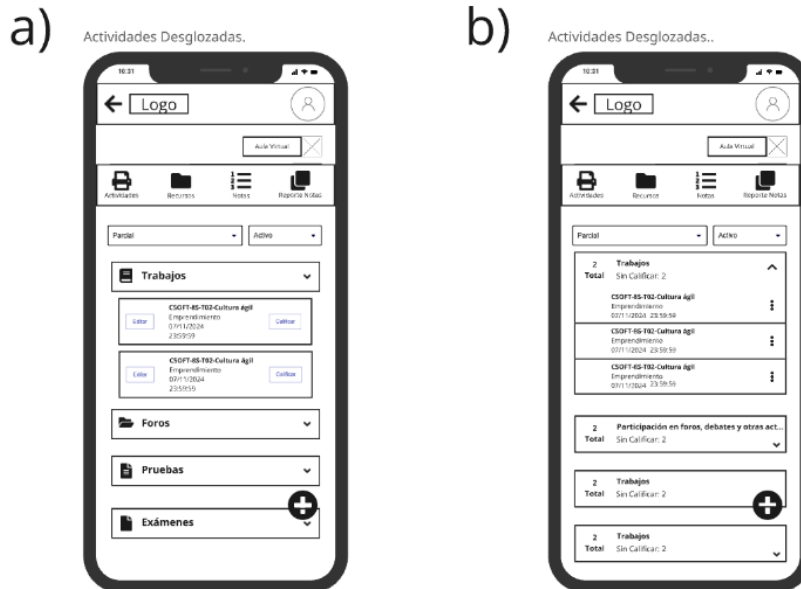 a)
Actividades Desglozadas.
10:31
Logo
Aula Virtual
Actividades
Recursos
Notas
Reporte Notas
Parcial
Activo
Trabajos
CSOFT-8S-T02-Cultura ágil
Editar
Emprendimiento
Calificar
07/11/2024
23:59:59
CSOFT-8S-T02-Cultura ágil
Editar
Emprendimiento
Calificar
07/11/2024
23:59:59
Foros
Pruebas
Exámenes
b)
Actividades Desglozadas..
10:31
Logo
Aula Virtual
Actividades
Recursos
Notas
Reporte Notas
Parcial
Activo
2 Trabajos
Total Sin Calificar: 2
CSOFT-8S-T02-Cultura ágil
Emprendimiento
07/11/2024 23:59:59
CSOFT-8S-T02-Cultura ágil
Emprendimiento
07/11/2024 23:59:59
CSOFT-8S-T02-Cultura ágil
Emprendimiento
07/11/2024 23:59:59
2 Participación en foros, debates y otras act...
Total Sin Calificar: 2
2 Trabajos
Total Sin Calificar: 2
2 Trabajos
Total Sin Calificar: 2